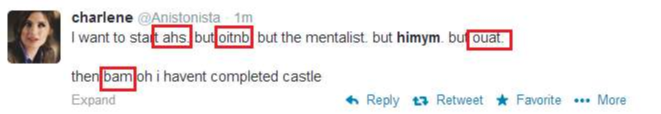 charlene @Anistonista · 1m
I want to start ahs. but oitnb but the mentalist. but himym. but ouat.
then bam oh i havent completed castle
Expand Reply Retweet Favorite ••• More